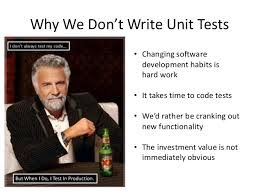 Why We Don't Write Unit Tests
I don't always test my code...
But When I Do, I Test In Production.
• Changing software
development habits is
hard work
• It takes time to code tests
• We'd rather be cranking out
new functionality
• The investment value is not
immediately obvious